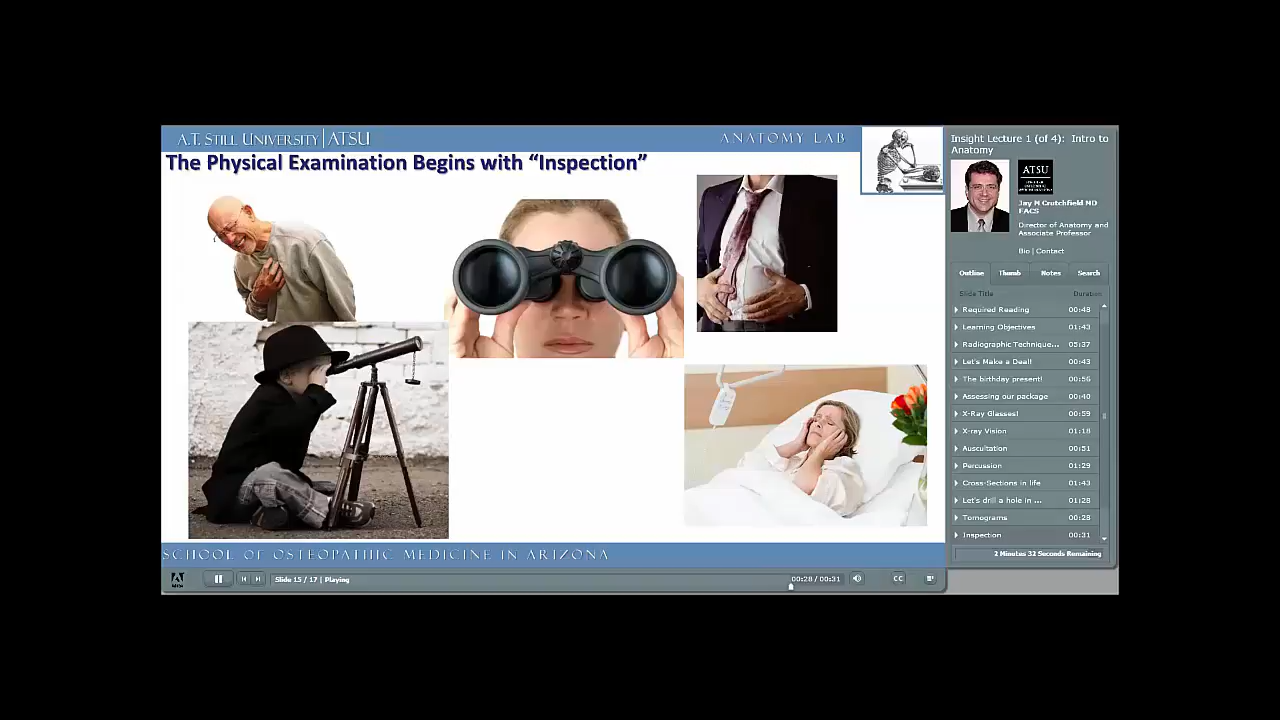 A.T. STILL UNIVERSITY | ATSU
ANATOMY LAB
The Physical Examination Begins with “Inspection”
SCHOOL OF OSTEOPATHIC MEDICINE IN ARIZONA
Slide 15 / 17 | Playing
00:28 / 00:31
CC
Insight Lecture 1 (of 4): Intro to
Anatomy
ATSU
Jay M Crutchfield MD
FACS
Director of Anatomy and
Associate Professor
Bio | Contact
Outline Thumb Notes Search
Slide Title Duration
Required Reading 00:48
Learning Objectives 01:43
Radiographic Technique... 05:37
Let's Make a Deal! 00:43
The birthday present! 00:56
Assessing our package 00:40
X-Ray Glasses! 00:59
X-ray Vision 01:18
Auscultation 00:51
Percussion 01:29
Cross-Sections in life 01:43
Let's drill a hole in ... 01:28
Tomograms 00:28
Inspection 00:31
2 Minutes 32 Seconds Remaining